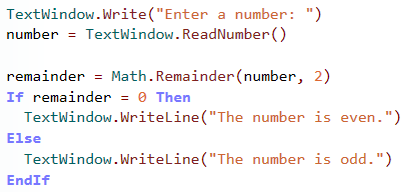 TextWindow.Write("Enter a number: ")
number = TextWindow.ReadNumber()

remainder = Math.Remainder(number, 2)
If remainder = 0 Then
  TextWindow.WriteLine("The number is even.")
Else
  TextWindow.WriteLine("The number is odd.")
EndIf